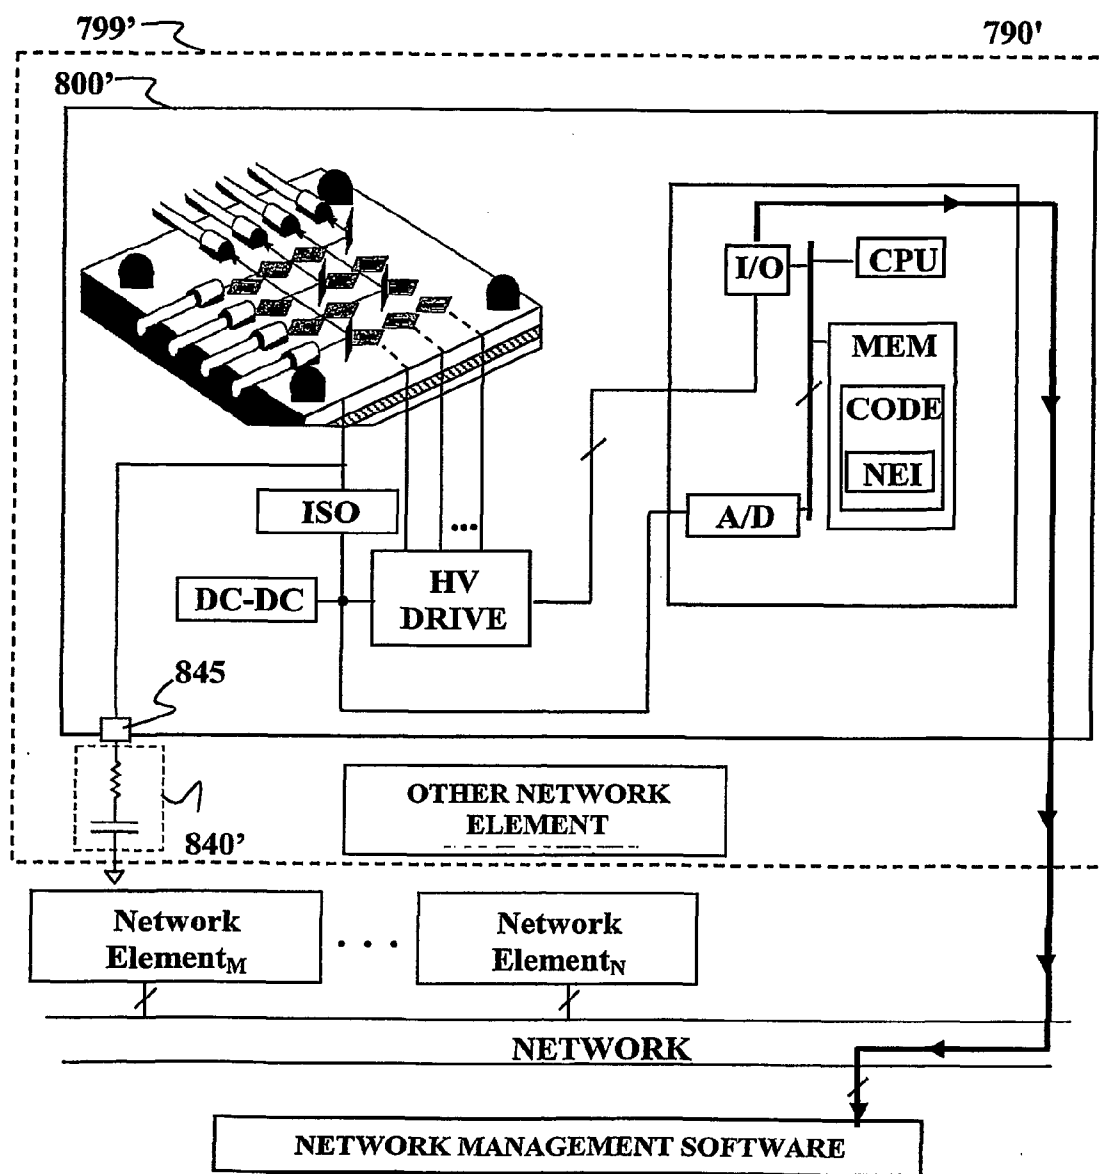 799’
790'
800’
I/O
CPU
MEM
CODE
NEI
A/D
ISO
...
DC-DC
HV
DRIVE
845
840’
OTHER NETWORK
ELEMENT
Network
ElementM
. . .
Network
ElementN
NETWORK
NETWORK MANAGEMENT SOFTWARE